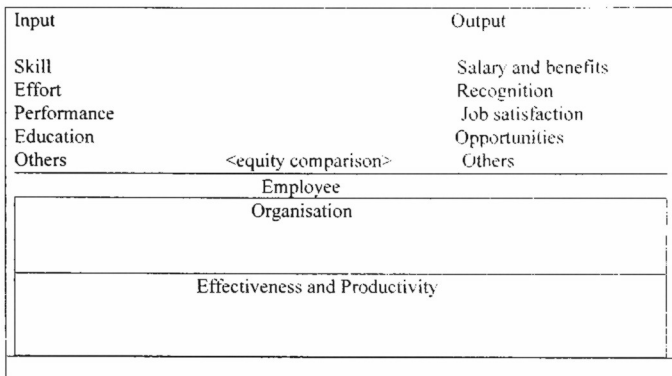 Input Output
Skill Salary and benefits
Effort Recognition
Performance Job satisfaction
Education Opportunities
Others <equity comparison> Others
Employee
Organisation
Effectiveness and Productivity